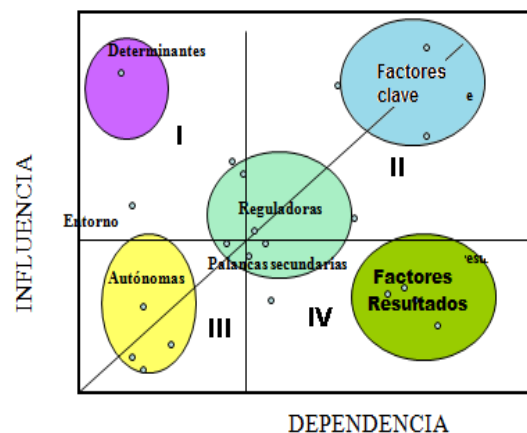 Determinantes
Factores
clave
e
I
II
Reguladoras
Entorno
Palancas secundarias
Autónomas
Factores
Resultados
III
IV
INFLUENCIA
DEPENDENCIA